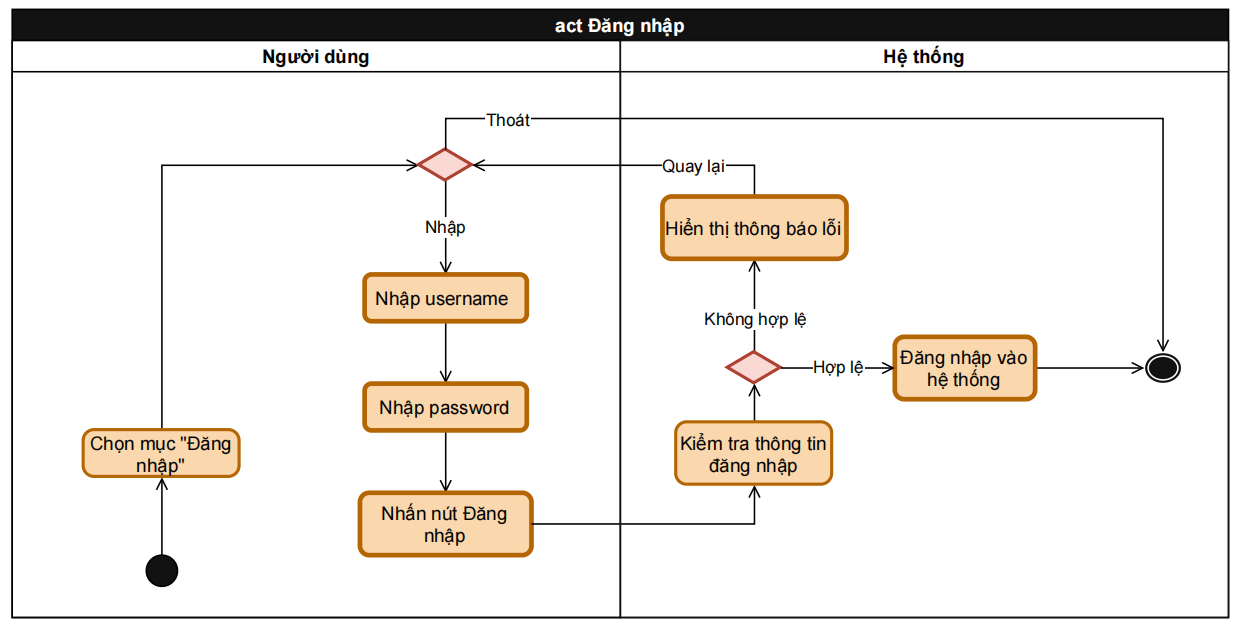 act Đăng nhập
Người dùng
Hệ thống
Thoát
Quay lại
Nhập
Hiển thị thông báo lỗi
Nhập username
Không hợp lệ
Hợp lệ
Đăng nhập vào
hệ thống
Nhập password
Chọn mục "Đăng
nhập"
Kiểm tra thông tin
đăng nhập
Nhấn nút Đăng
nhập